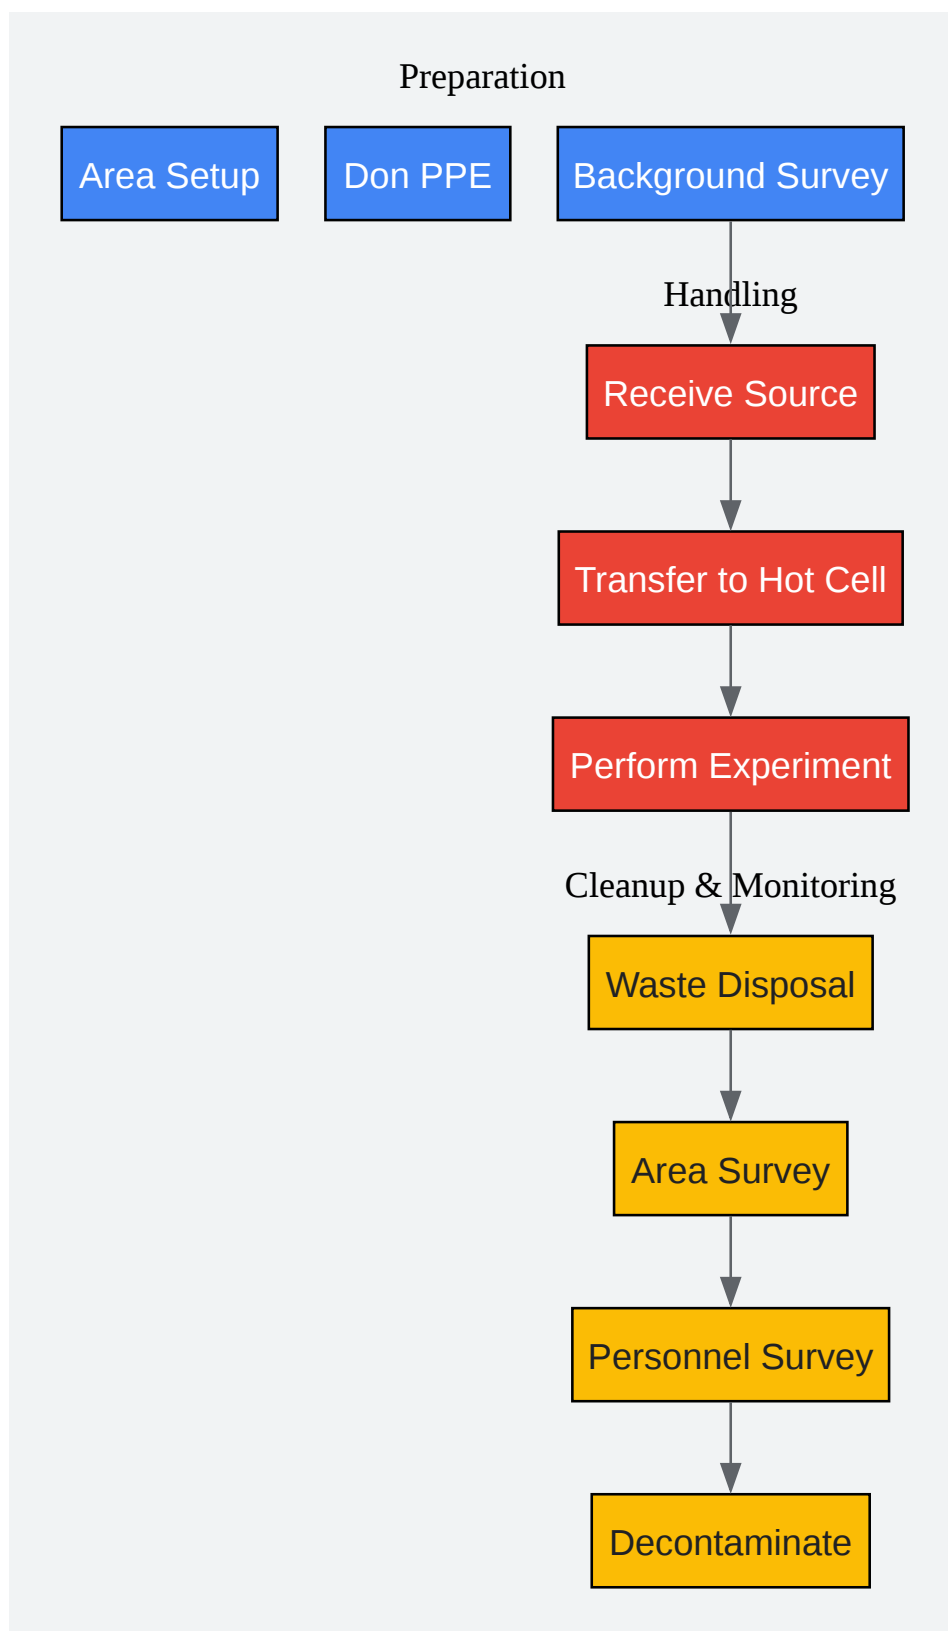 Preparation
Area Setup
Don PPE
Background Survey
Handling
Receive Source
Transfer to Hot Cell
Perform Experiment
Cleanup & Monitoring
Waste Disposal
Area Survey
Personnel Survey
Decontaminate